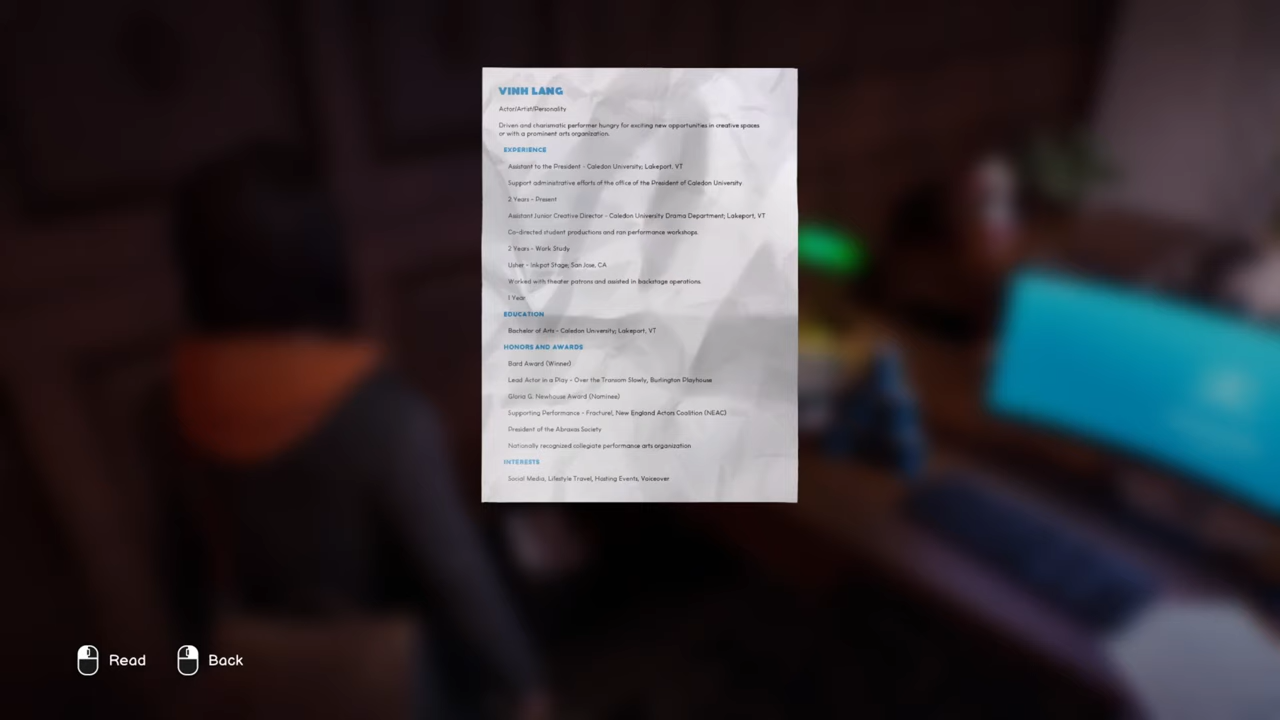 VINH LANG
Actor/Artist/Personality
Driven and charismatic performer hungry for exciting new opportunities in creative spaces
or with a prominent arts organization.
EXPERIENCE
Assistant to the President - Caledon University; Lakeport, VT
Support administrative efforts of the office of the President of Caledon University
2 Years - Present
Assistant Junior Creative Director - Caledon University Drama Department; Lakeport, VT
Co-directed student productions and ran performance workshops.
2 Years - Work Study
Usher - Inkpot Stage; San Jose, CA
Worked with theater patrons and assisted in backstage operations.
1 Year
EDUCATION
Bachelor of Arts - Caledon University; Lakeport, VT
HONORS AND AWARDS
Bard Award (Winner)
Lead Actor in a Play - Over the Transom Slowly, Burlington Playhouse
Gloria G. Newhouse Award (Nominee)
Supporting Performance - Fracture!, New England Actors Coalition (NEAC)
President of the Abraxas Society
Nationally recognized collegiate performance arts organization
INTERESTS
Social Media, Lifestyle Travel, Hosting Events, Voiceover
Read Back